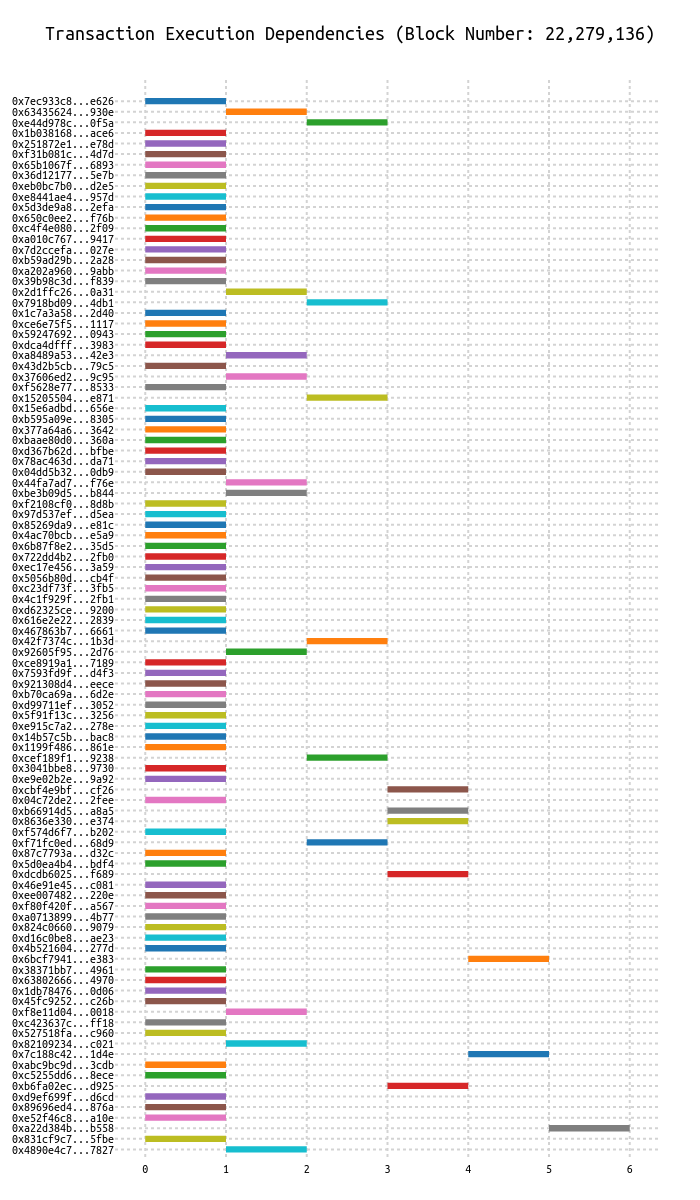 Transaction Execution Dependencies (Block Number: 22,279,136)
0x7ec933c8...e626
0x63435624...930e
0xe44d978c...0f5a
0x1b038168...ace6
0x251872e1...e78d
0xf31b081c...4d7d
0x65b1067f...6893
0x36d12177...5e7b
0xeb0bc7b0...d2e5
0xe8441ae4...957d
0x5d3de9a8...2efa
0x650c0ee2...f76b
0xc4f4e080...2f09
0xa010c767...9417
0x7d2ccefa...027e
0xb59ad29b...2a28
0xa202a960...9abb
0x39b98c3d...f839
0x2d1ffc26...0a31
0x7918bd09...4db1
0x1c7a3a58...2d40
0xce6e75f5...1117
0x59247692...0943
0xdca4dfff...3983
0xa8489a53...42e3
0x43d2b5cb...79c5
0x37606ed2...9c95
0xf5628e77...8533
0x15205504...e871
0x15e6adbd...656e
0xb595a09e...8305
0x377a64a6...3642
0xbaae80d0...360a
0xd367b62d...bfbe
0x78ac463d...da71
0x04dd5b32...0db9
0x44fa7ad7...f76e
0xbe3b09d5...b844
0xf2108cf0...8d8b
0x97d537ef...d5ea
0x85269da9...e81c
0x4ac70bcb...e5a9
0x6b87f8e2...35d5
0x722dd4b2...2fb0
0xec17e456...3a59
0x5056b80d...cb4f
0xc23df73f...3fb5
0x4c1f929f...2fb1
0xd62325ce...9200
0x616e2e22...2839
0x467863b7...6661
0x42f7374c...1b3d
0x92605f95...2d76
0xce8919a1...7189
0x7593fd9f...d4f3
0x921308d4...eece
0xb70ca69a...6d2e
0xd99711ef...3052
0x5f91f13c...3256
0xe915c7a2...278e
0x14b57c5b...bac8
0x1199f486...861e
0xcef189f1...9238
0x3041bbe8...9730
0xe9e02b2e...9a92
0xcbf4e9bf...cf26
0x04c72de2...2fee
0xb66914d5...a8a5
0x8636e330...e374
0xf574d6f7...b202
0xf71fc0ed...68d9
0x87c7793a...d32c
0x5d0ea4b4...bdf4
0xdcdb6025...f689
0x46e91e45...c081
0xee007482...220e
0xf80f420f...a567
0xa0713899...4b77
0x824c0660...9079
0xd16c0be8...ae23
0x4b521604...277d
0x6bcf7941...e383
0x38371bb7...4961
0x63802666...4970
0x1db78476...0d06
0x45fc9252...c26b
0xf8e11d04...0018
0xc423637c...ff18
0x527518fa...c960
0x82109234...c021
0x7c188c42...1d4e
0xabc9bc9d...3cdb
0xc5255dd6...8ece
0xb6fa02ec...d925
0xd9ef699f...d6cd
0x89696ed4...876a
0xe52f46c8...a10e
0xa22d384b...b558
0x831cf9c7...5fbe
0x4890e4c7...7827
0 1 2 3 4 5 6